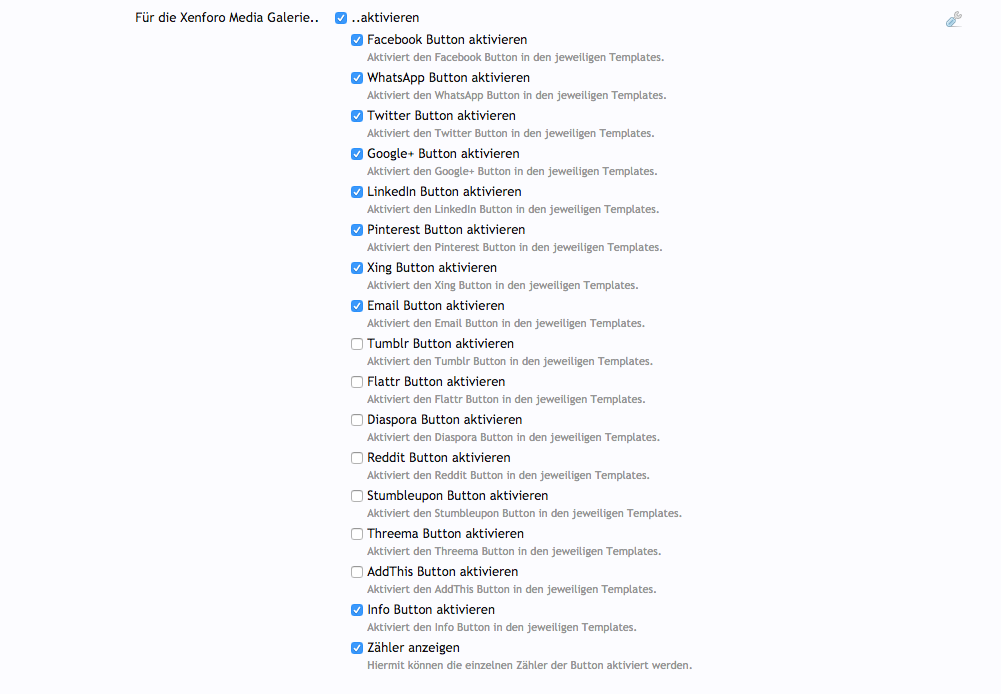 Für die Xenforo Media Galerie.. ..aktivieren
Facebook Button aktivieren
Aktiviert den Facebook Button in den jeweiligen Templates.
WhatsApp Button aktivieren
Aktiviert den WhatsApp Button in den jeweiligen Templates.
Twitter Button aktivieren
Aktiviert den Twitter Button in den jeweiligen Templates.
Google+ Button aktivieren
Aktiviert den Google+ Button in den jeweiligen Templates.
LinkedIn Button aktivieren
Aktiviert den LinkedIn Button in den jeweiligen Templates.
Pinterest Button aktivieren
Aktiviert den Pinterest Button in den jeweiligen Templates.
Xing Button aktivieren
Aktiviert den Xing Button in den jeweiligen Templates.
Email Button aktivieren
Aktiviert den Email Button in den jeweiligen Templates.
Tumblr Button aktivieren
Aktiviert den Tumblr Button in den jeweiligen Templates.
Flattr Button aktivieren
Aktiviert den Flattr Button in den jeweiligen Templates.
Diaspora Button aktivieren
Aktiviert den Diaspora Button in den jeweiligen Templates.
Reddit Button aktivieren
Aktiviert den Reddit Button in den jeweiligen Templates.
Stumbleupon Button aktivieren
Aktiviert den Stumbleupon Button in den jeweiligen Templates.
Threema Button aktivieren
Aktiviert den Threema Button in den jeweiligen Templates.
AddThis Button aktivieren
Aktiviert den AddThis Button in den jeweiligen Templates.
Info Button aktivieren
Aktiviert den Info Button in den jeweiligen Templates.
Zähler anzeigen
Hiermit können die einzelnen Zähler der Button aktiviert werden.